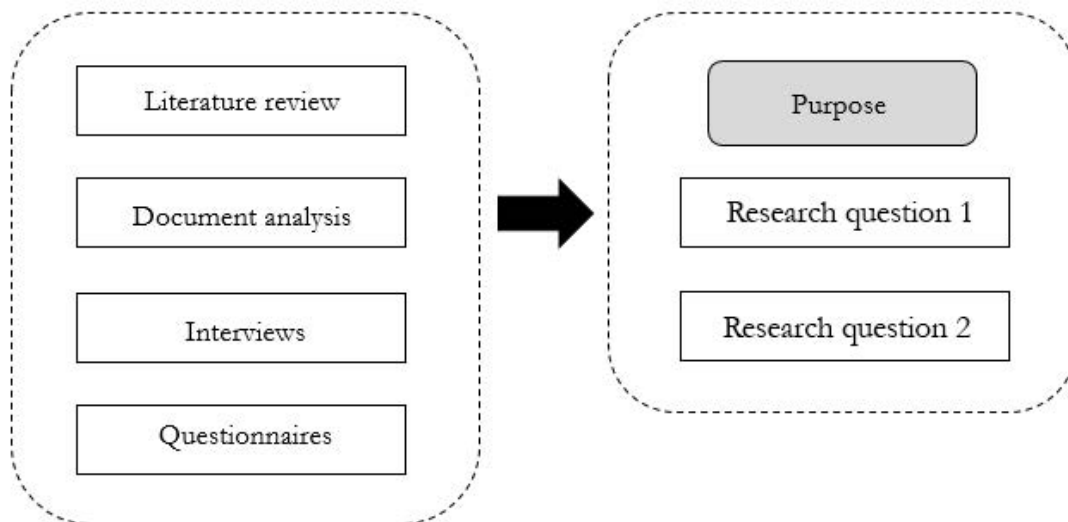 Literature review
Document analysis
Interviews
Questionnaires
Purpose
Research question 1
Research question 2